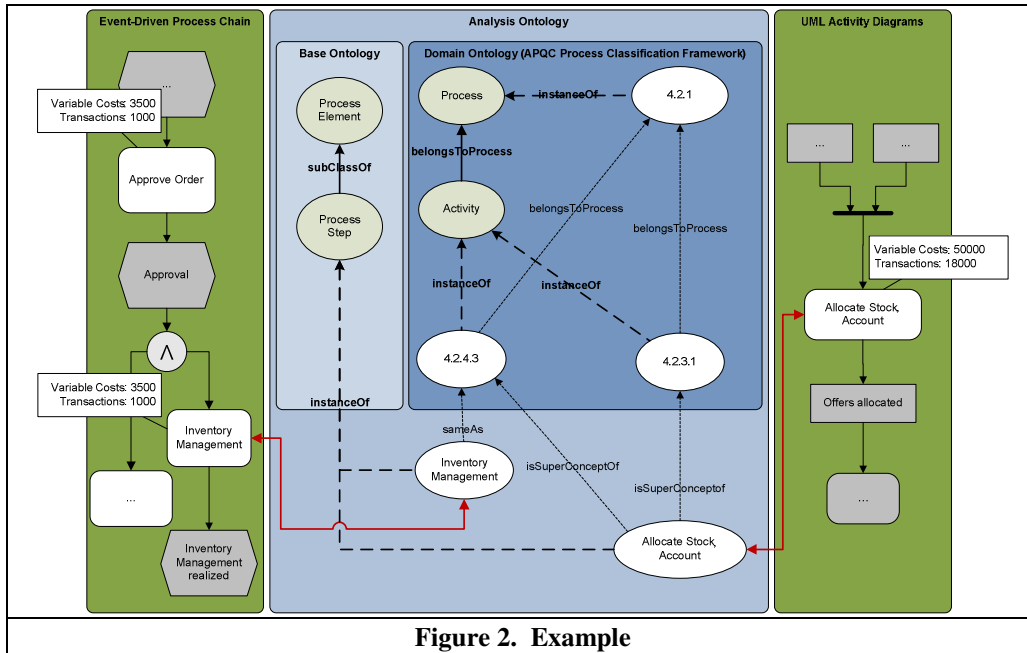 Event-Driven Process Chain
...
Variable Costs: 3500
Transactions: 1000
Approve Order
Approval
Λ
Variable Costs: 3500
Transactions: 1000
Inventory
Management
...
Inventory
Management
realized
Analysis Ontology
Base Ontology
Process
Element
subClassOf
Process
Step
instanceOf
Domain Ontology (APQC Process Classification Framework)
Process
instanceOf
4.2.1
belongsToProcess
Activity
belongsToProcess
belongsToProcess
instanceOf
instanceOf
4.2.4.3
4.2.3.1
sameAs
Inventory
Management
isSuperConceptOf
isSuperConceptof
Allocate Stock,
Account
UML Activity Diagrams
...
...
Variable Costs: 50000
Transactions: 18000
Allocate Stock,
Account
Offers allocated
...
Figure 2. Example